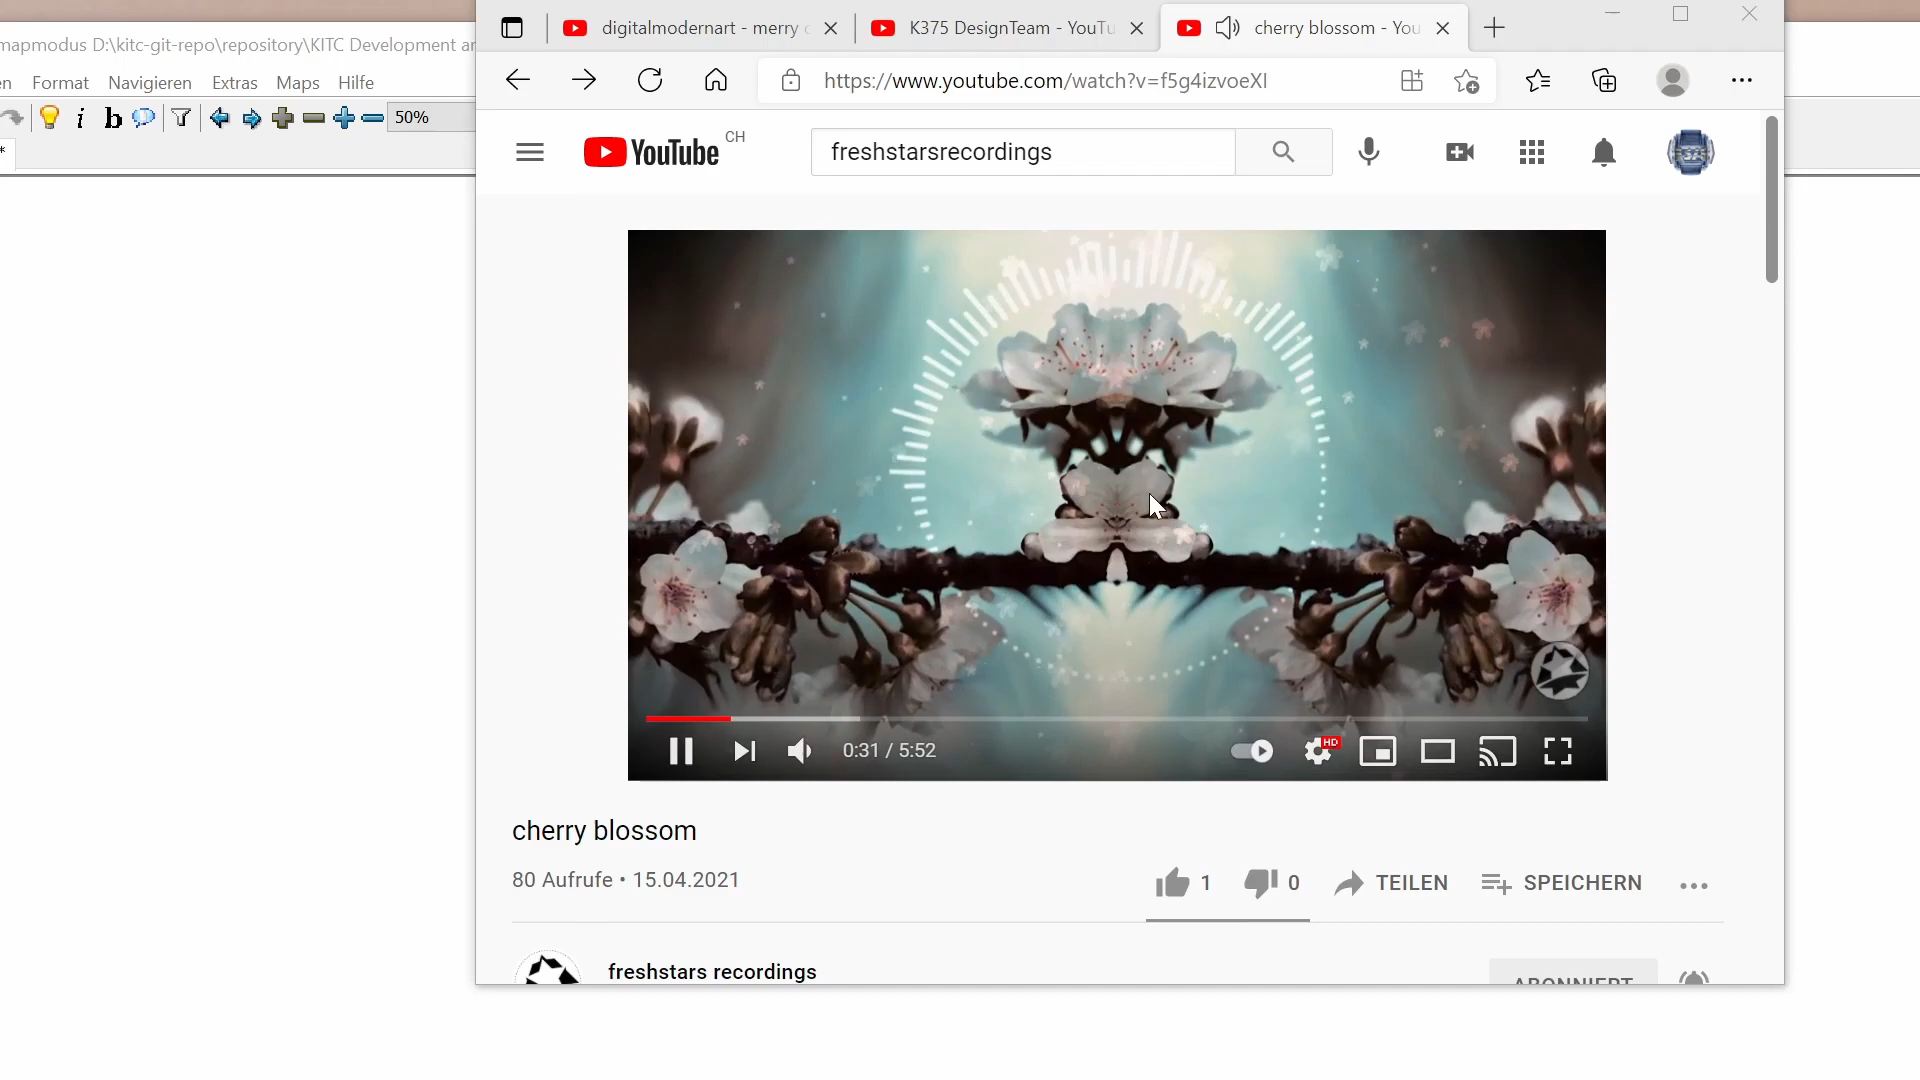 mapmodus D:\kitc-git-repo\repository\KITC Development
Format Navigieren Extras Maps Hilfe
i b 50%
*
digitalmodernart - merry
K375 DesignTeam - YouTu
cherry blossom - You
https://www.youtube.com/watch?v=f5g4izvoeXI
YouTube CH
freshstarsrecordings
0:31 / 5:52
HD
cherry blossom
80 Aufrufe • 15.04.2021
1 0 TEILEN SPEICHERN
freshstars recordings
ABONNIERT